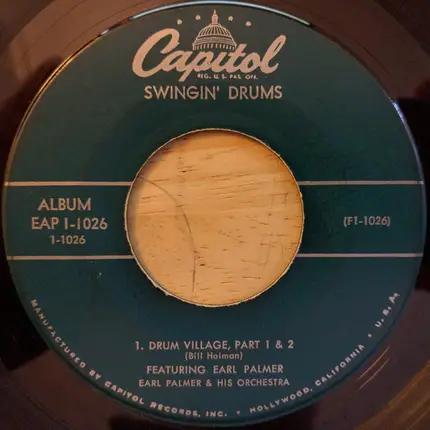 Capitol
REG. U.S. PAT. OFF.
SWINGIN' DRUMS
ALBUM
EAP 1-1026
1-1026
(F1-1026)
1. DRUM VILLAGE, PART 1 & 2
(Bill Holman)
FEATURING EARL PALMER
EARL PALMER & HIS ORCHESTRA
MANUFACTURED BY CAPITOL RECORDS, INC. • HOLLYWOOD, CALIFORNIA • U.S.A.